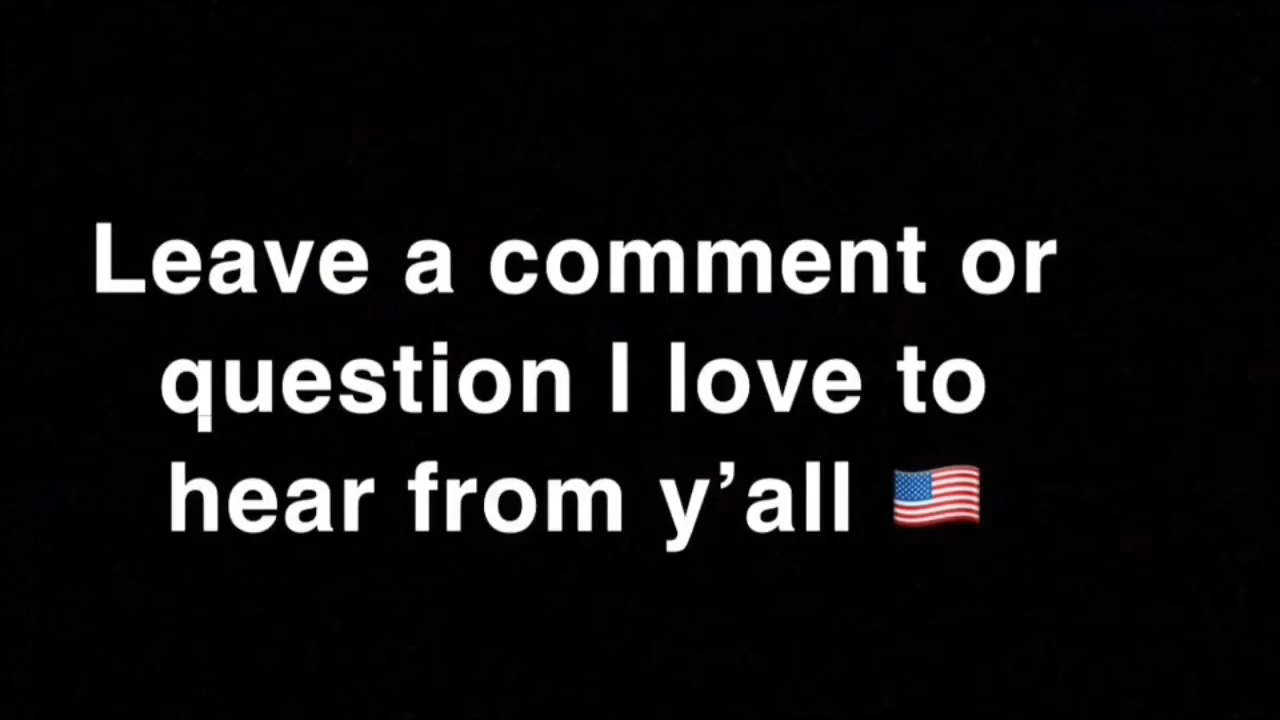 Leave a comment or
question I love to
hear from y’all 🇺🇸